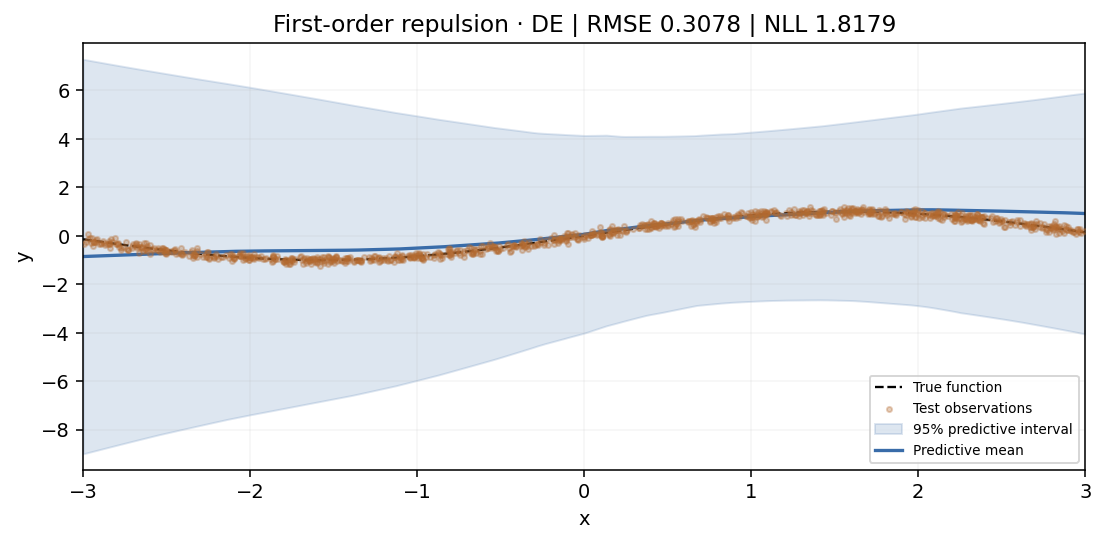 First-order repulsion · DE | RMSE 0.3078 | NLL 1.8179
6
4
2
0
−2
−4
−6
−8
y
−3
−2
−1
0
1
2
3
x
True function
Test observations
95% predictive interval
Predictive mean